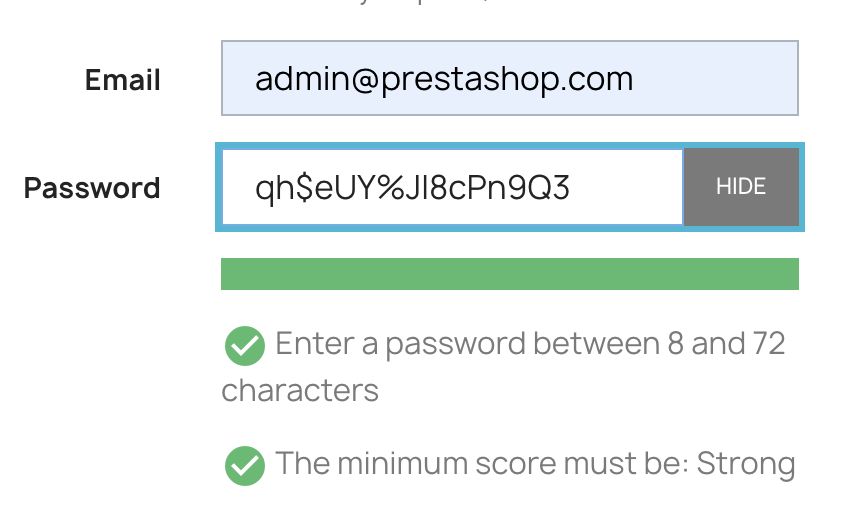 Email
admin@prestashop.com
Password
qh$eUY%Jl8cPn9Q3
HIDE
Enter a password between 8 and 72
characters
The minimum score must be: Strong